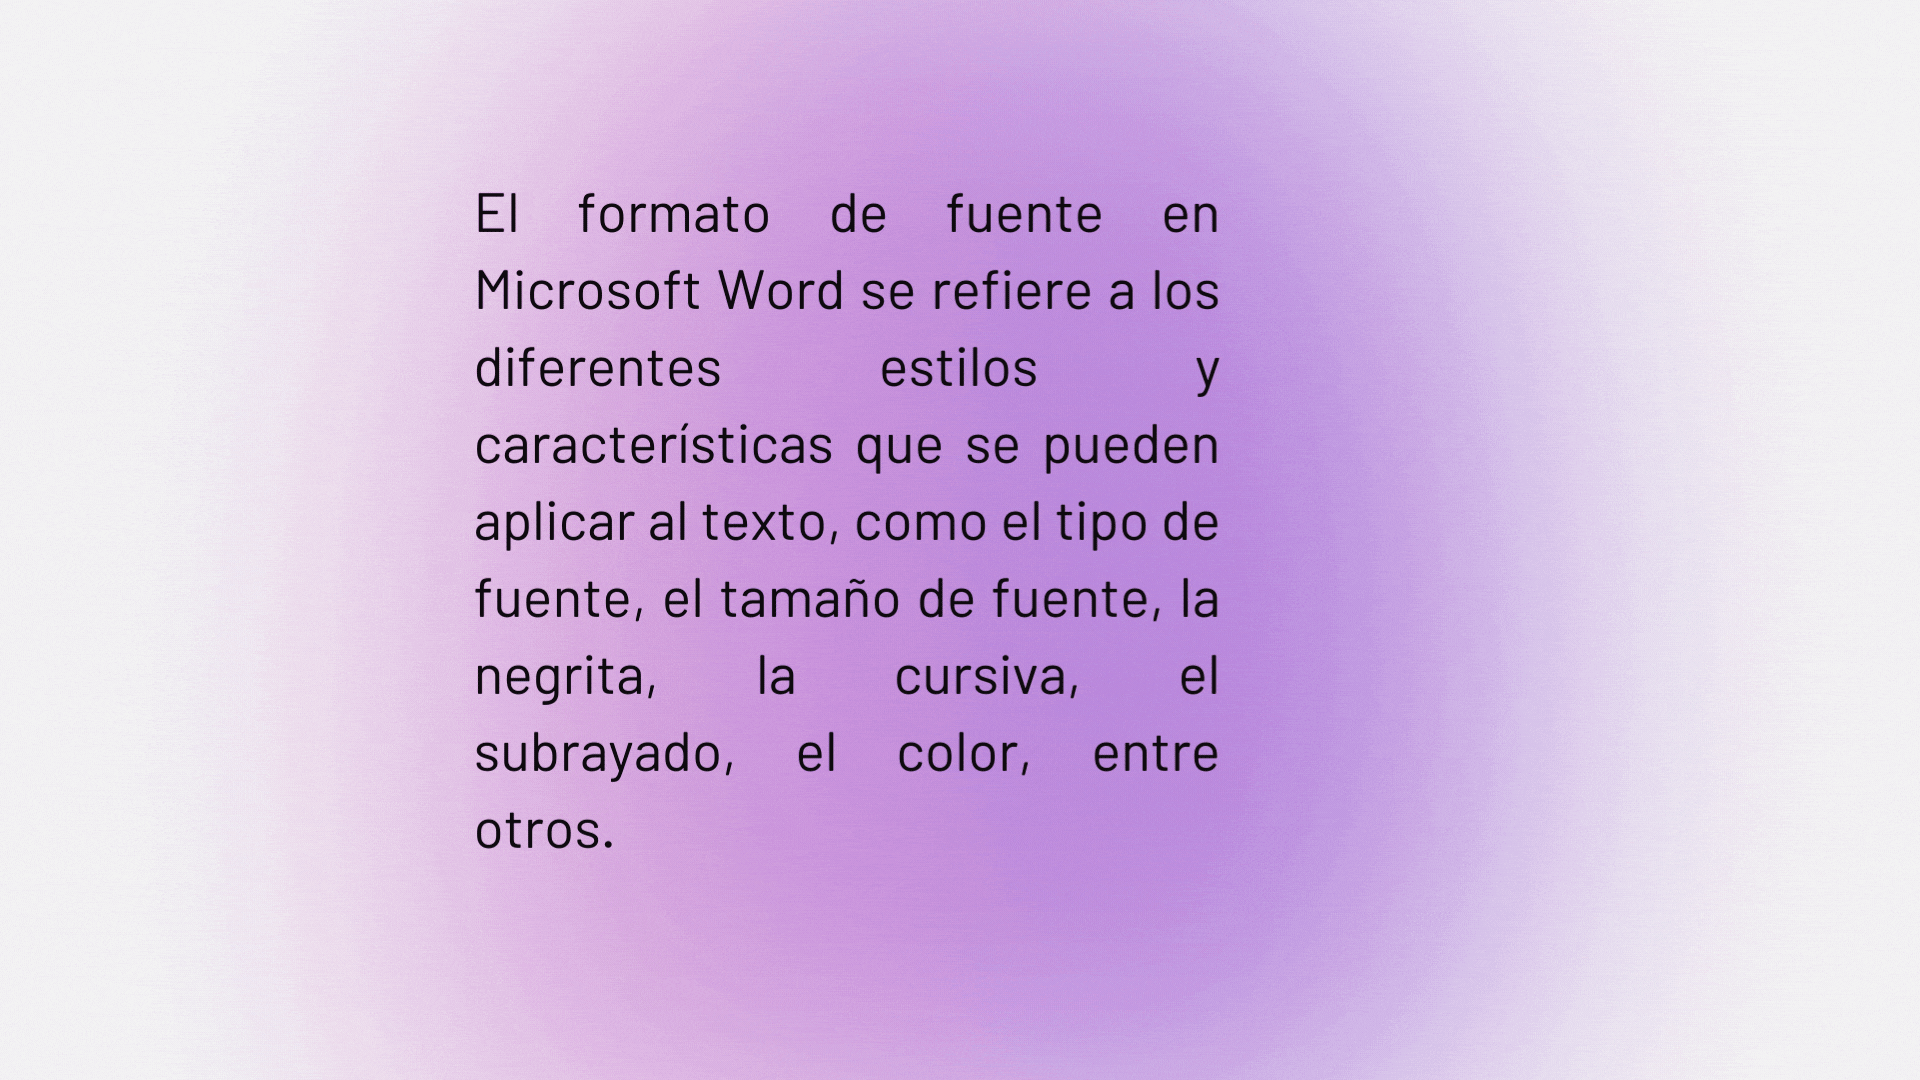 El formato de fuente en
Microsoft Word se refiere a los
diferentes estilos y
características que se pueden
aplicar al texto, como el tipo de
fuente, el tamaño de fuente, la
negrita, la cursiva, el
subrayado, el color, entre
otros.